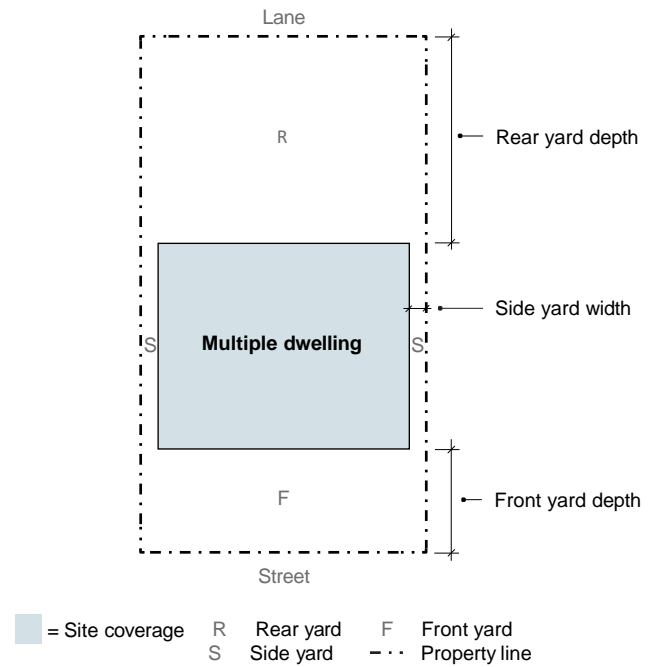 Lane
R
Rear yard depth
Side yard width
S Multiple dwelling S
F
Front yard depth
Street
= Site coverage R Rear yard F Front yard
S Side yard Property line